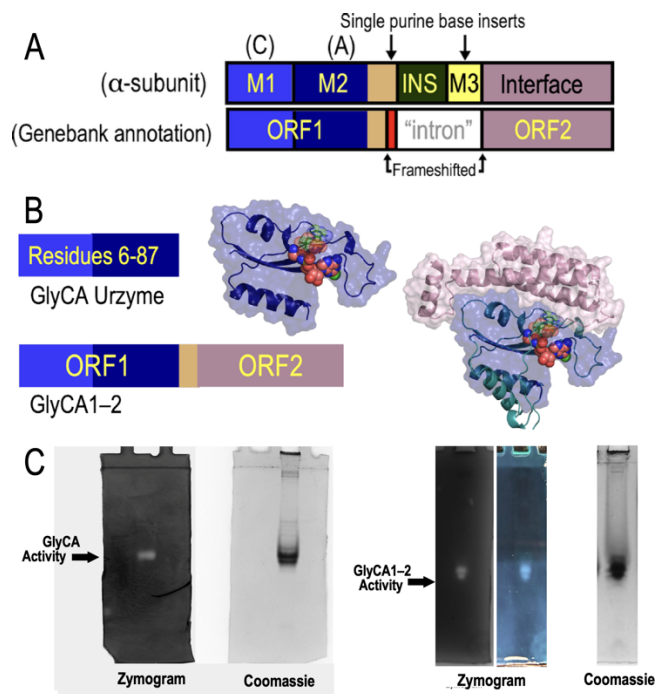 A
Single purine base inserts
(C)
(A)
(α-subunit)
M1
M2
INS
M3
Interface
(Genebank annotation)
ORF1
“intron”
ORF2
Frameshifted
B
Residues 6-87
GlyCA Urzyme
ORF1
ORF2
GlyCA1–2
C
GlyCA
Activity
GlyCA1–2
Activity
Zymogram
Coomassie
Zymogram
Coomassie